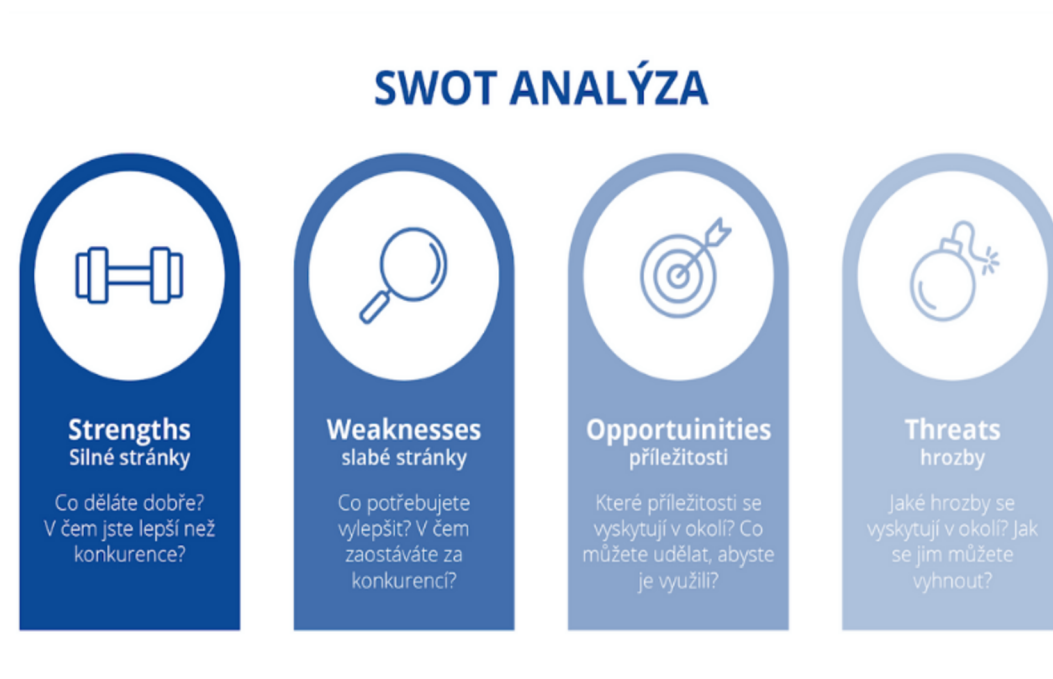 SWOT ANALÝZA
Strengths
Silné stránky
Co děláte dobře?
V čem jste lepší než
konkurence?
Weaknesses
slabé stránky
Co potřebujete
vylepšit? V čem
zaostáváte za
konkurencí?
Opportuinities
příležitosti
Které příležitosti se
vyskytují v okolí? Co
můžete udělat, abyste
je využili?
Threats
hrozby
Jaké hrozby se
vyskytují v okolí? Jak
se jim můžete
vyhnout?